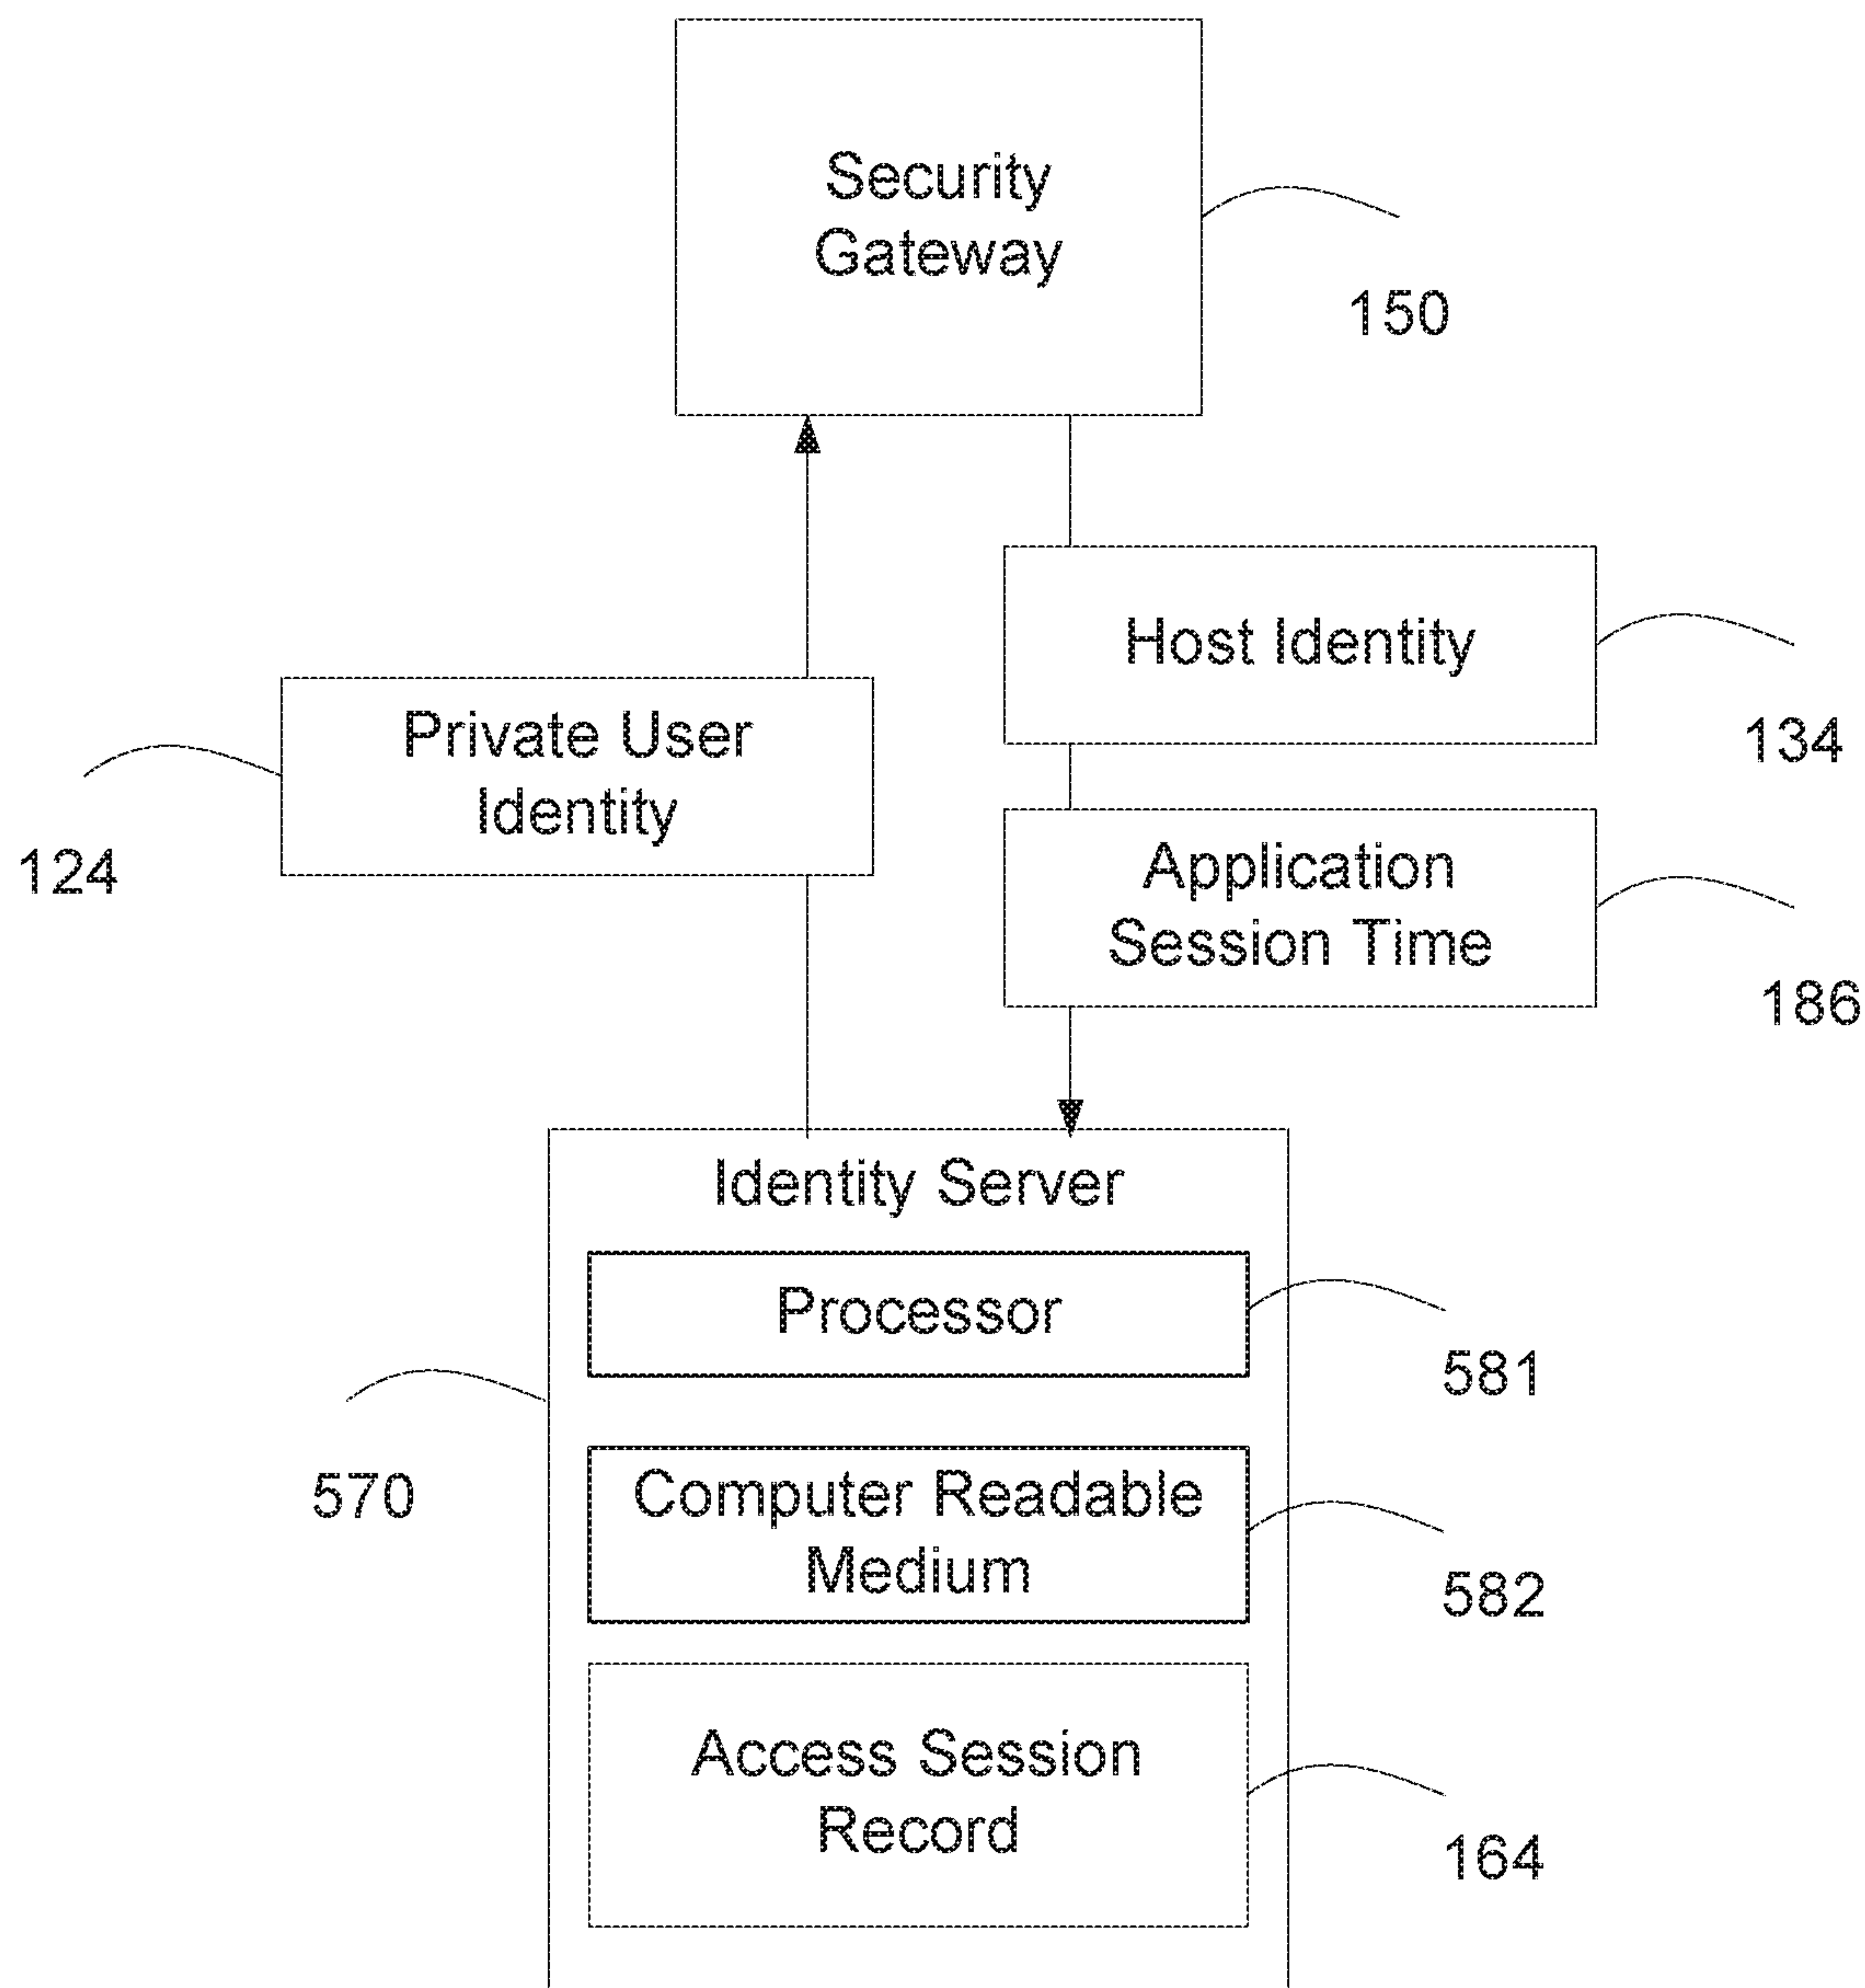 Security
Gateway
150
Host Identity
134
Private User
Identity
124
Application
Session Time
186
Identity Server
Processor
581
570
Computer Readable
Medium
582
Access Session
Record
164